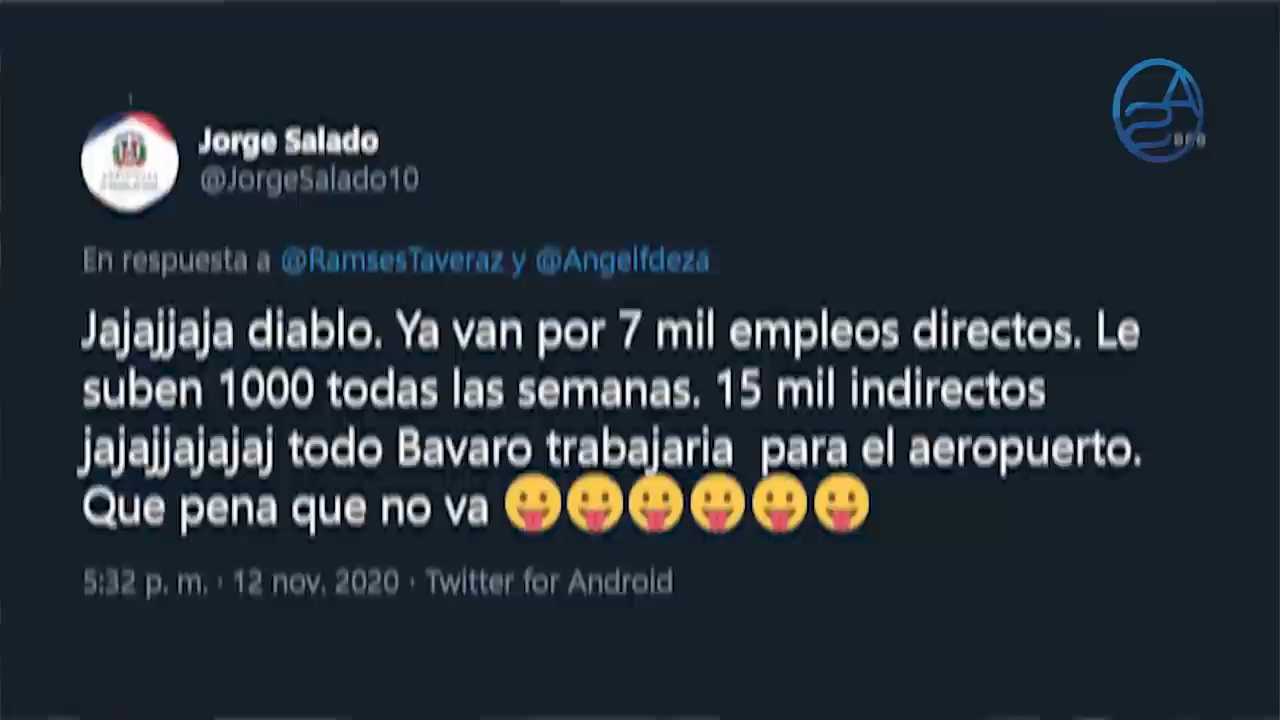 Jorge Salado
@JorgeSalado10
En respuesta a @RamsesTaveraz y @Angelfdeza
Jajajjaja diablo. Ya van por 7 mil empleos directos. Le
suben 1000 todas las semanas. 15 mil indirectos
jajajjajajaj todo Bavaro trabajaria para el aeropuerto.
Que pena que no va 😛😛😛😛😛😛
5:32 p. m. · 12 nov. 2020 · Twitter for Android